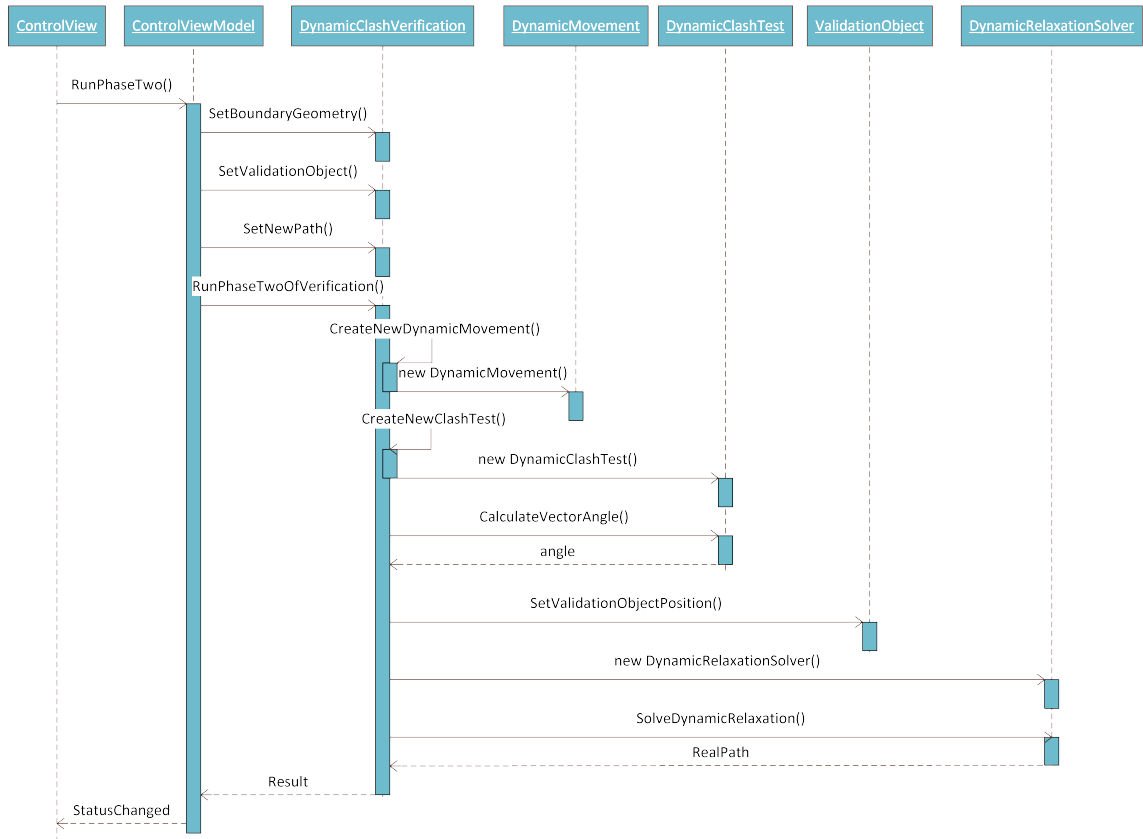 ControlView
ControlViewModel
DynamicClashVerification
DynamicMovement
DynamicClashTest
ValidationObject
DynamicRelaxationSolver
RunPhaseTwo()
SetBoundaryGeometry()
SetValidationObject()
SetNewPath()
RunPhaseTwoOfVerification()
CreateNewDynamicMovement()
new DynamicMovement()
CreateNewClashTest()
new DynamicClashTest()
CalculateVectorAngle()
angle
SetValidationObjectPosition()
new DynamicRelaxationSolver()
SolveDynamicRelaxation()
RealPath
Result
StatusChanged